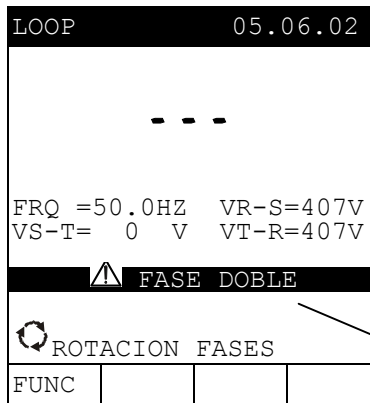 LOOP 05.06.02
- - -
FRQ =50.0HZ VR-S=407V
VS-T= 0 V VT-R=407V
FASE DOBLE
ROTACION FASES
FUNC